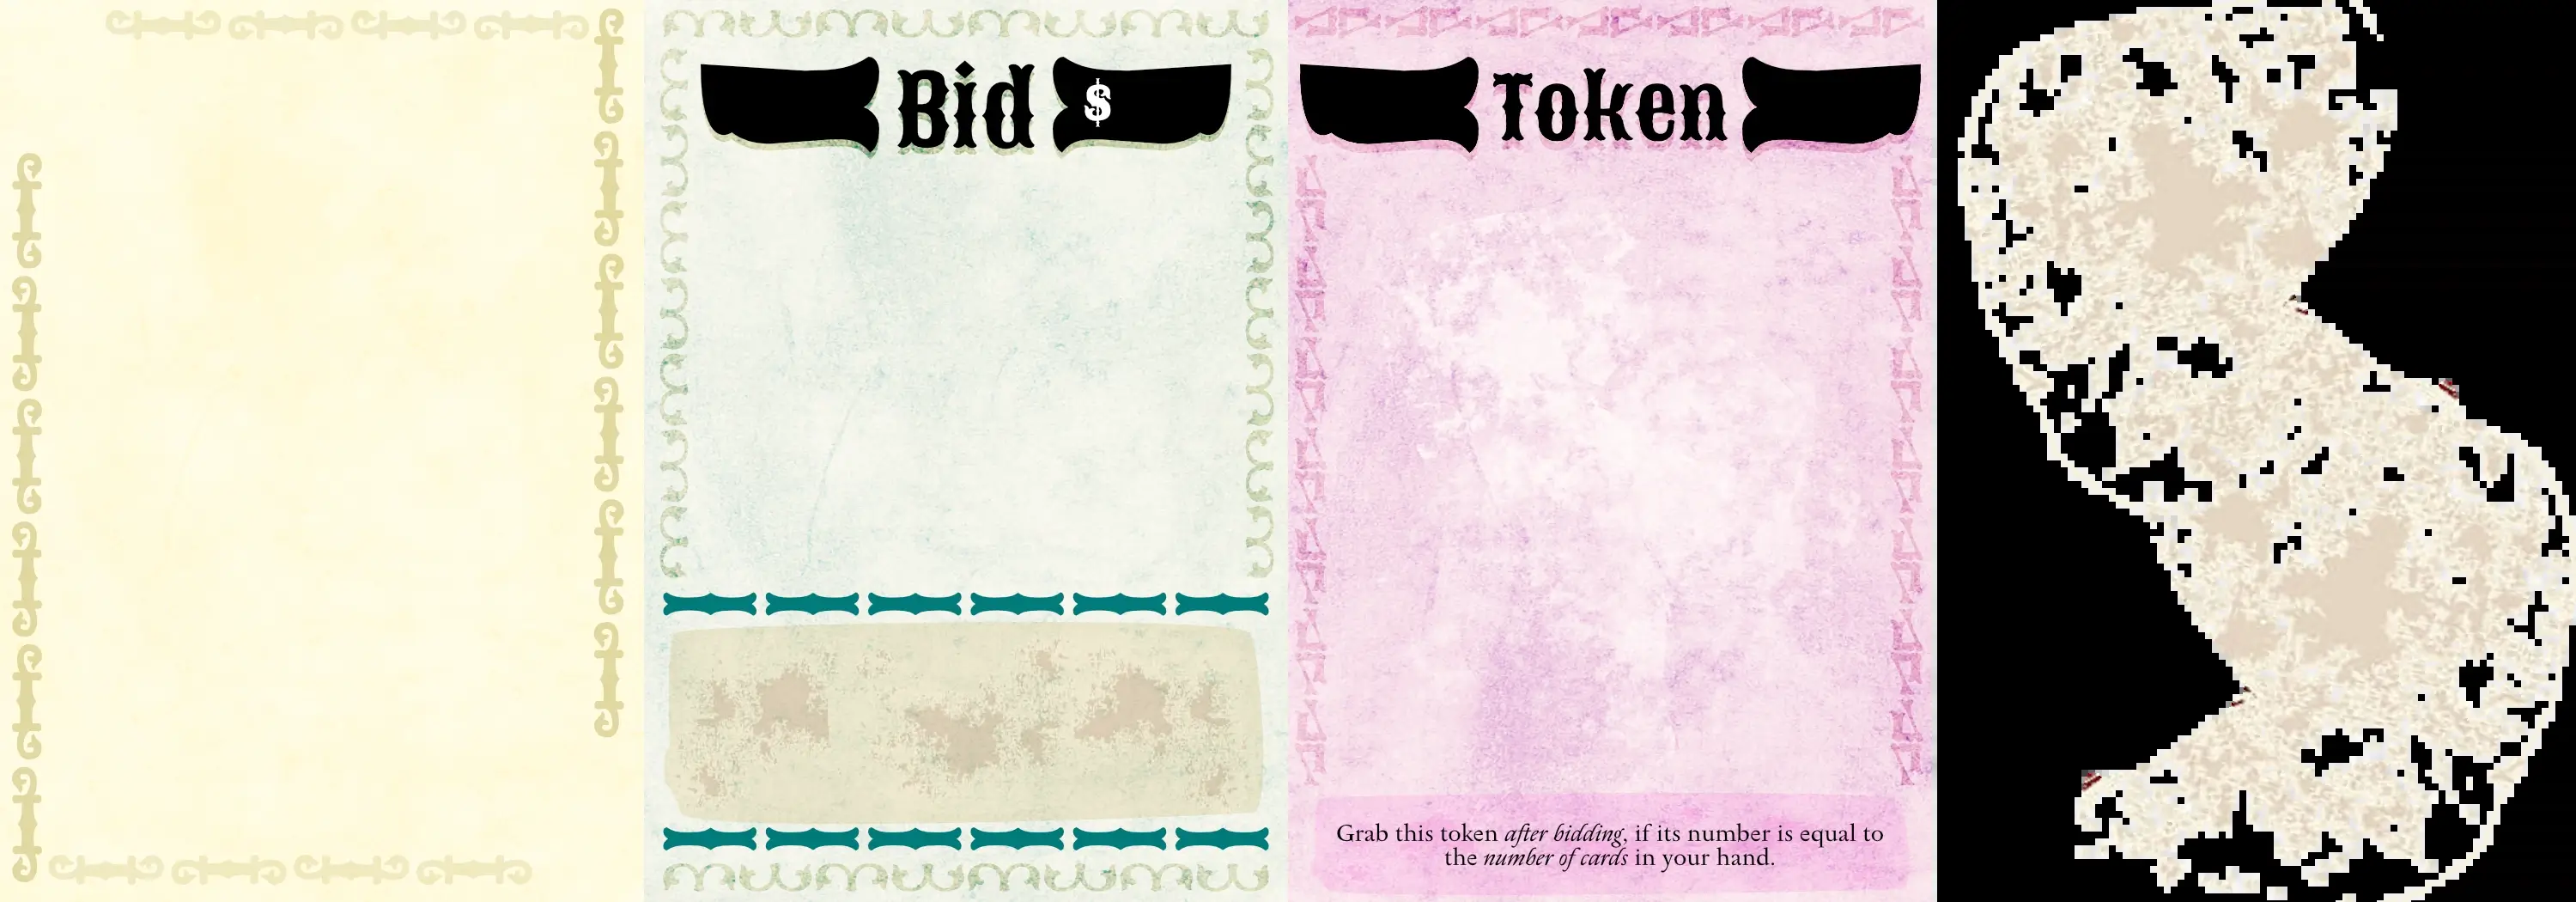 Bid
$
Token
Grab this token after bidding, if its number is equal to
the number of cards in your hand.